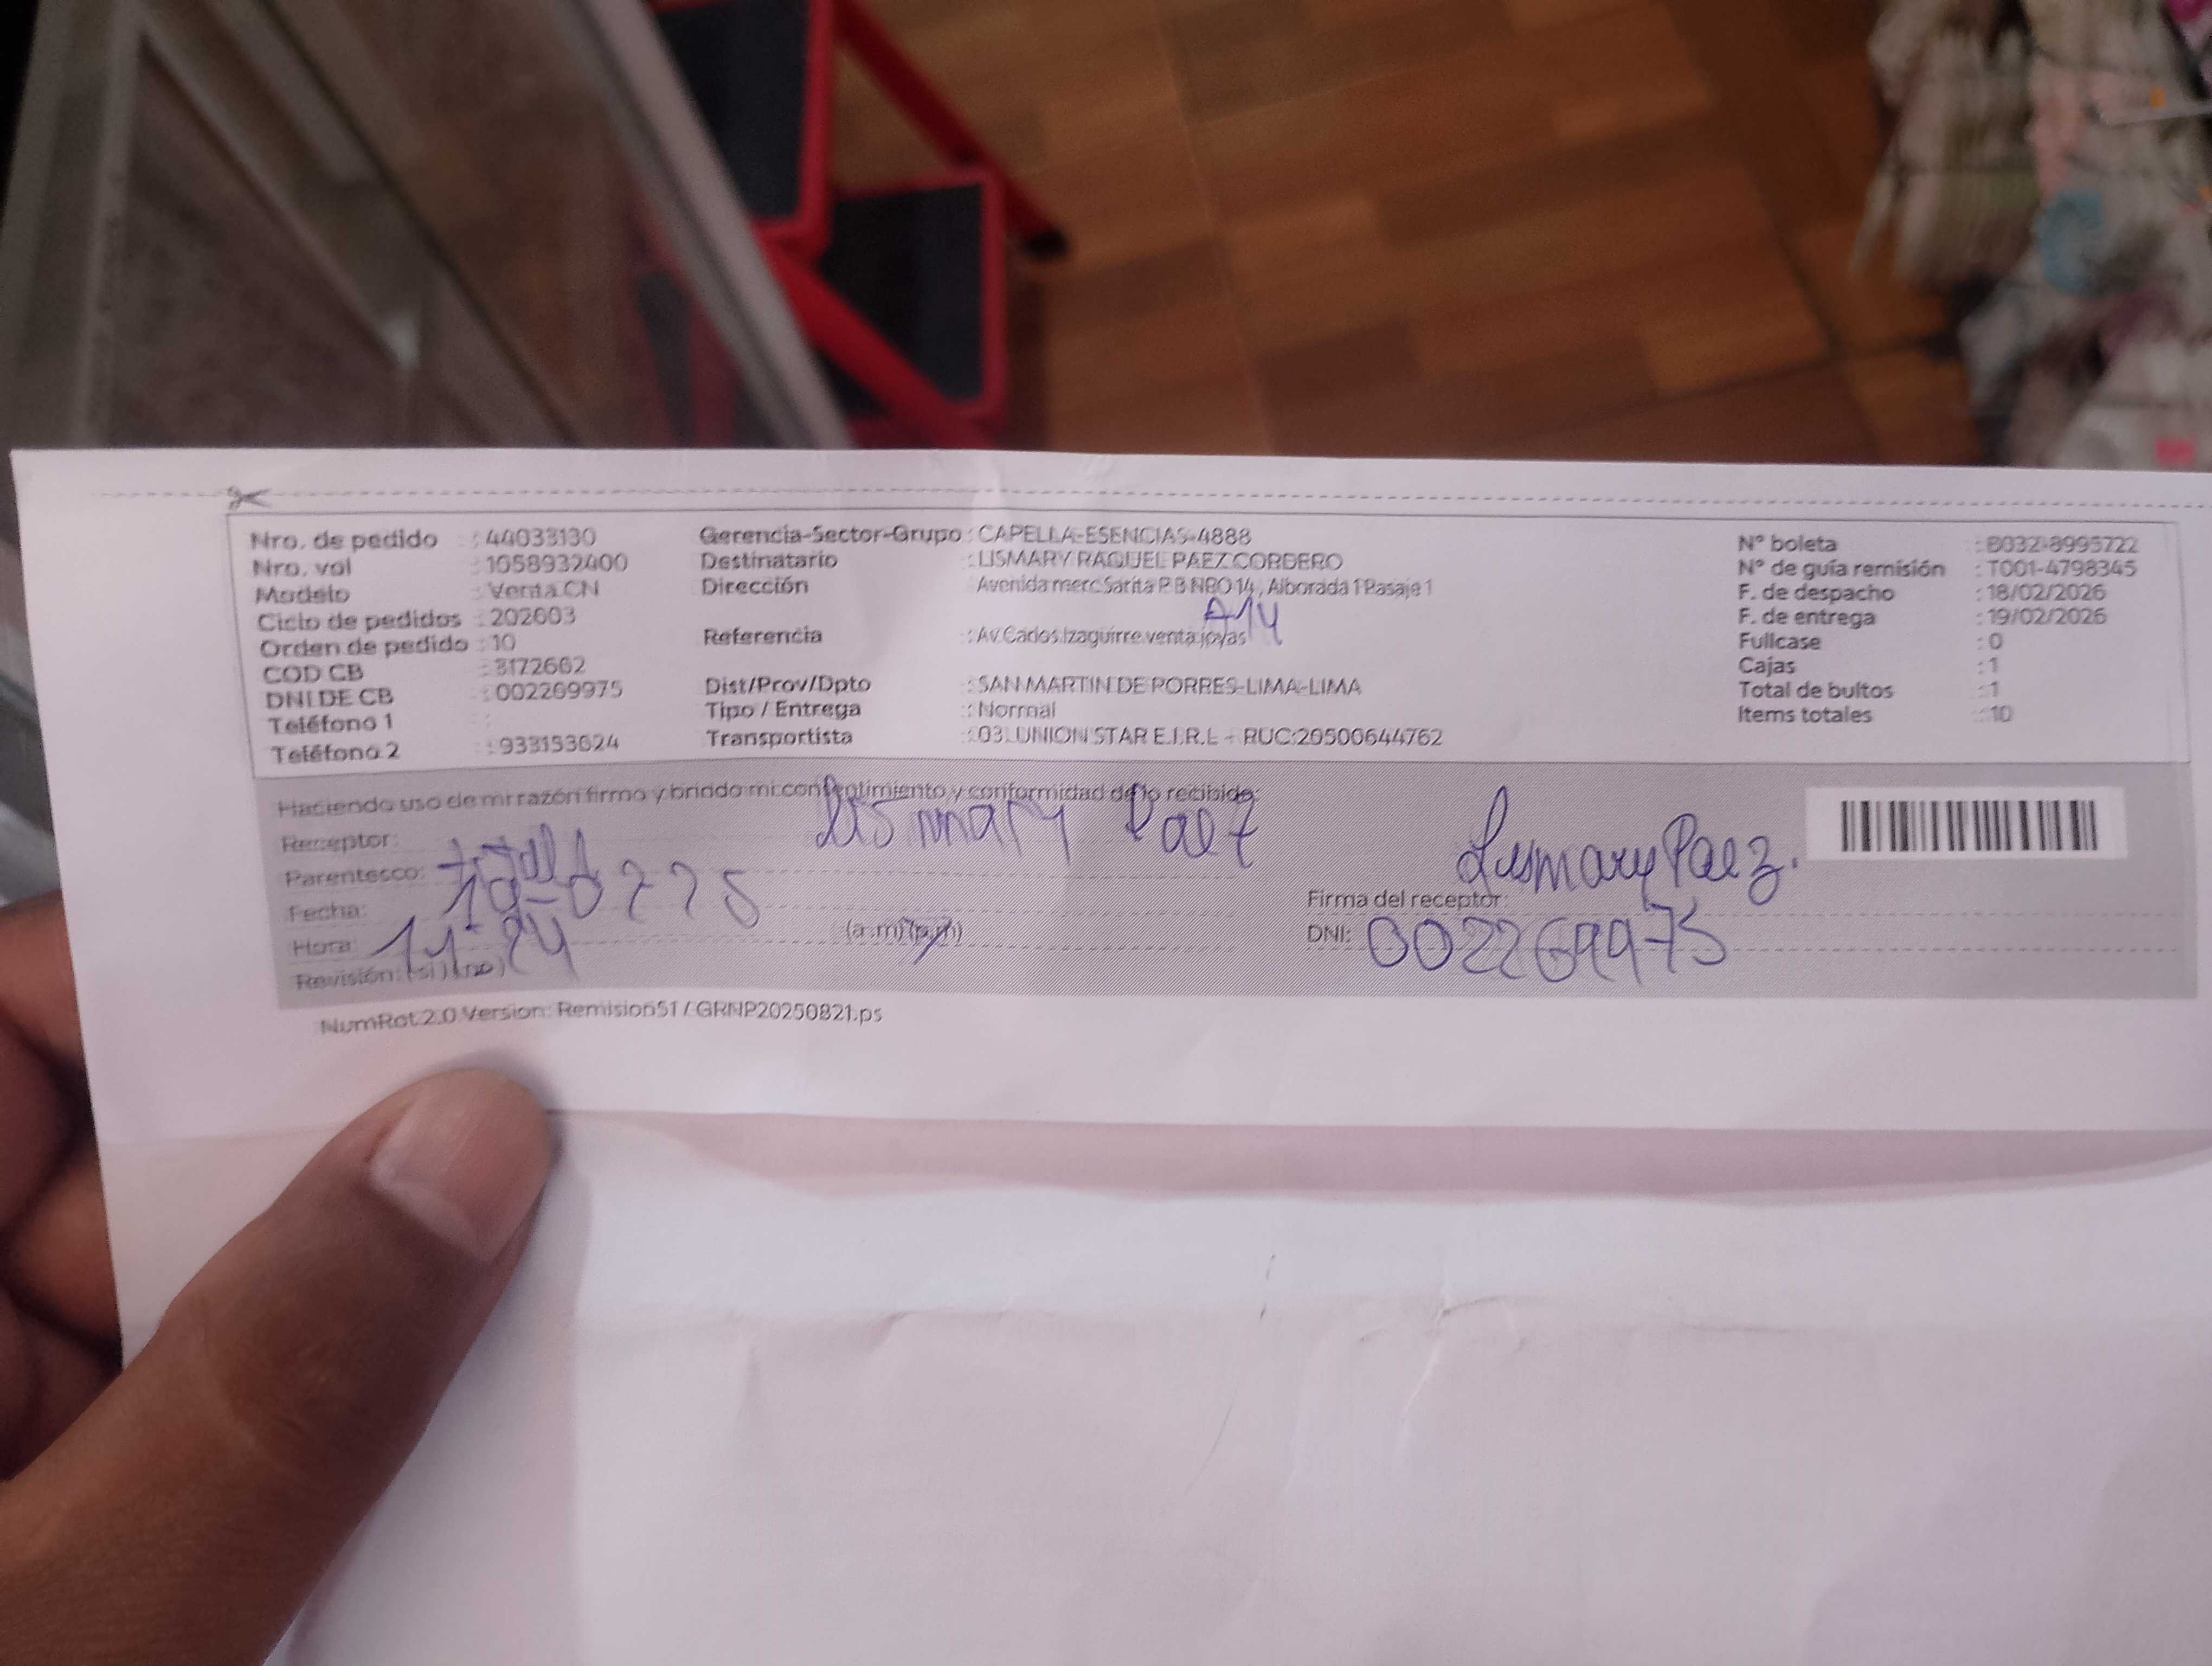 Nro. de pedido : 44033130
Nro. vol : 1058932400
Modelo : Venta CN
Ciclo de pedidos : 202603
Orden de pedido : 10
COD CB : 3172662
DNI DE CB : 002269975
Teléfono 1 :
Teléfono 2 : 933153624
Gerencia-Sector-Grupo : CAPELLA-ESENCIAS-4888
Destinatario : LISMARY RAQUEL PAEZ CORDERO
Dirección Avenida merc Sarita P B NRO 14, Alborada 1 Pasaje 1
A14
Referencia : Av Carlos Izaguirre venta joyas
Dist/Prov/Dpto : SAN MARTIN DE PORRES-LIMA-LIMA
Tipo / Entrega : Normal
Transportista : 03. UNION STAR E.I.R.L - RUC:20500644762
N° boleta : B032-8995722
N° de guía remisión : T001-4798345
F. de despacho : 18/02/2026
F. de entrega : 19/02/2026
Fullcase : 0
Cajas : 1
Total de bultos : 1
Items totales : 10
Haciendo uso de mi razón firmo y brindo mi consentimiento y conformidad de lo recibido:
Receptor: Lismary Paez
Parentesco:
Fecha:
Hora: 11-24 (a.m) (p.m)
Revisión: (si) (no)
Lismary Paez.
Firma del receptor:
DNI: 002269975
NumRot 2.0 Version: Remision51 / GRNP20250821.ps